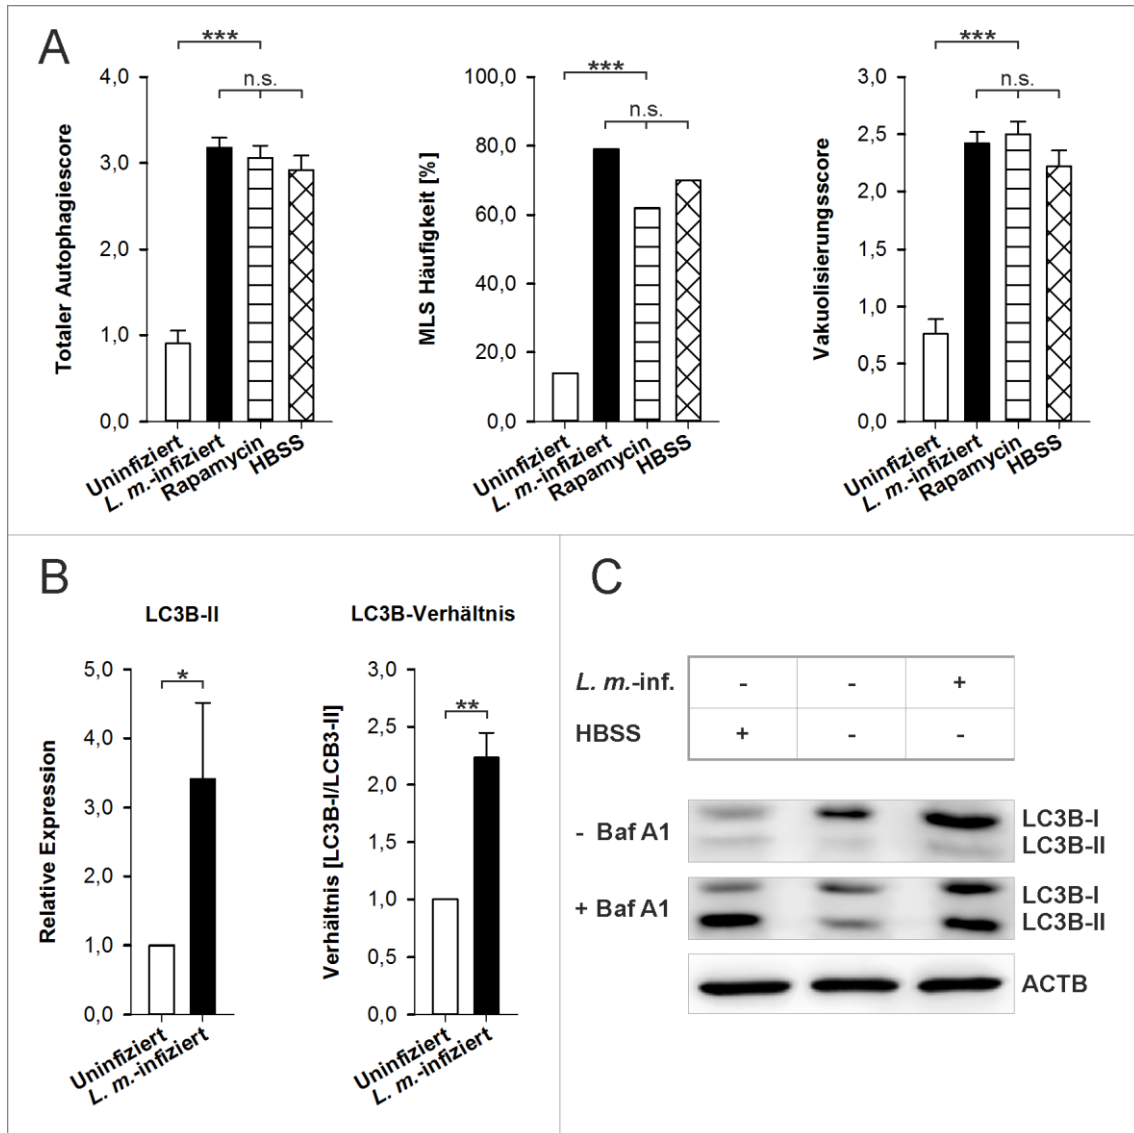 A
***
n.s.
Totaler Autophagiescore
4,0
3,0
2,0
1,0
0,0
Uninfiziert
L. m.-infiziert
Rapamycin
HBSS
***
n.s.
MLS Häufigkeit [%]
100,0
80,0
60,0
40,0
20,0
0,0
Uninfiziert
L. m.-infiziert
Rapamycin
HBSS
***
n.s.
Vakuolisierungsscore
3,0
2,5
2,0
1,5
1,0
0,5
0,0
Uninfiziert
L. m.-infiziert
Rapamycin
HBSS
B
LC3B-II
*
Relative Expression
5,0
4,0
3,0
2,0
1,0
0,0
Uninfiziert
L. m.-infiziert
LC3B-Verhältnis
**
Verhältnis [LC3B-I/LCB3-II]
3,0
2,5
2,0
1,5
1,0
0,5
0,0
Uninfiziert
L. m.-infiziert
C
L. m.-inf. - - +
HBSS + - -
- Baf A1
LC3B-I
LC3B-II
+ Baf A1
LC3B-I
LC3B-II
ACTB